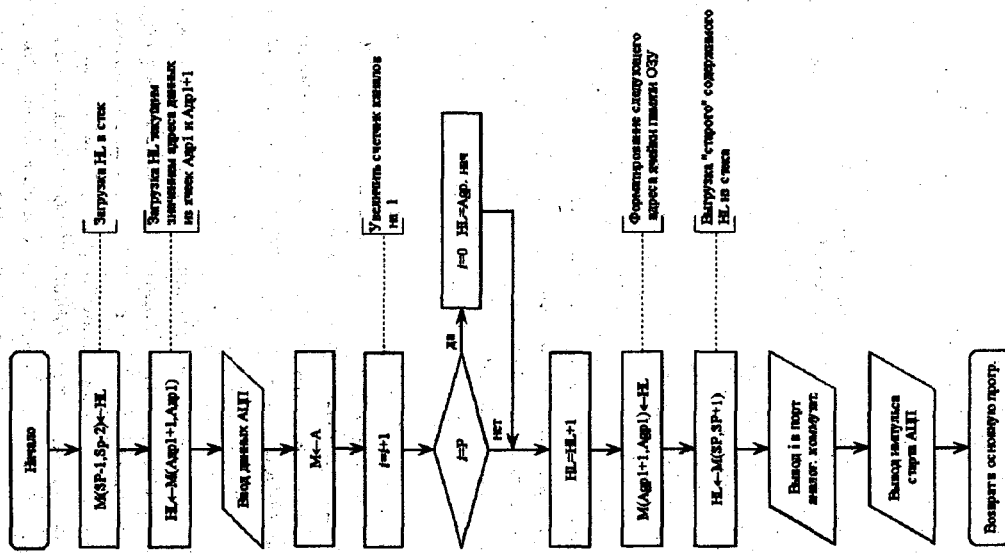 Начало
M(SP-1,Sp-2)←HL
Загрузка HL в стек
HL←M(Адр1+1,Адр1)
Загрузка HL текущим
значением адреса данных
из ячеек Адр1 и Адр1+1
Ввод данных АЦП
M←A
i=i+1
Увеличить счетчик каналов
на 1
i=P
да
i=0 HL=Адр. нач
нет
HL=HL+1
M(Адр1+1,Адр1)←HL
Форматирование следующего
адреса ячейки памяти ОЗУ
HL←M(SP,SP+1)
Выгрузка "старого" содержимого
HL из стека
Вывод i в порт
аналог. коммут.
Вывод импульса
старта АЦП
Возврат в основную прогр.